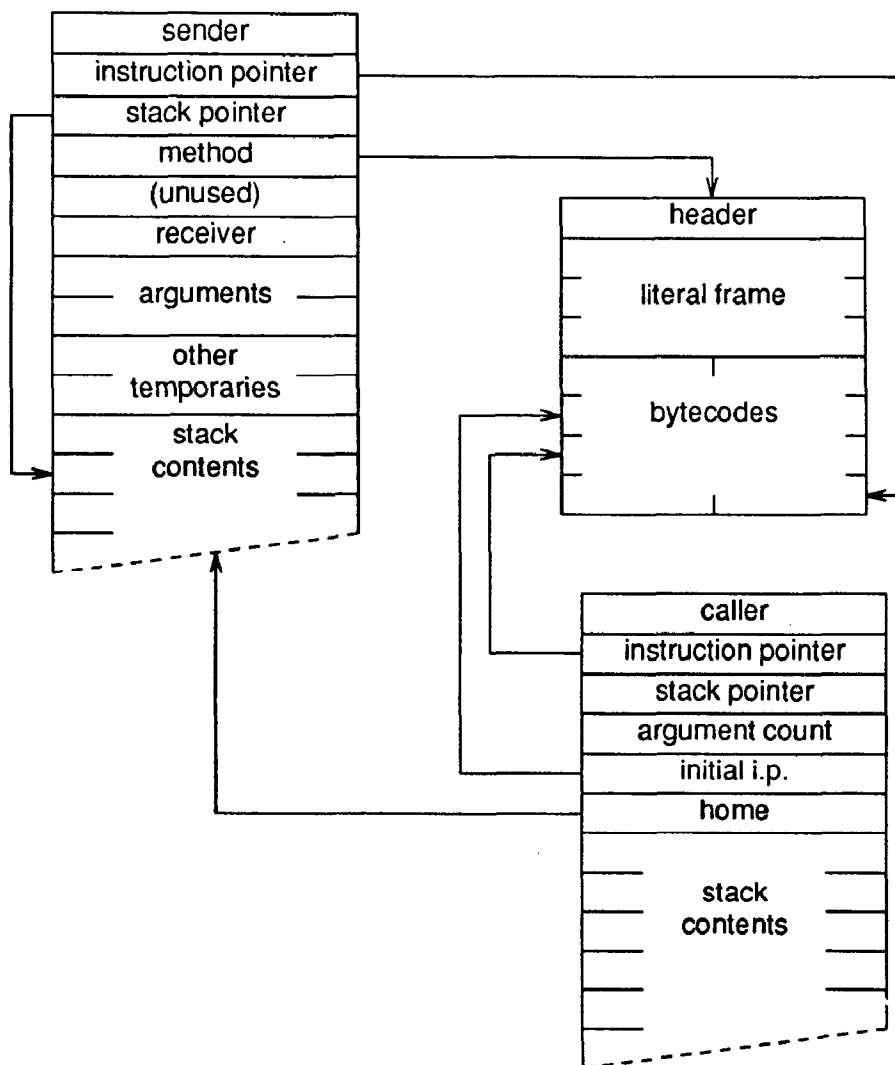 sender
instruction pointer
stack pointer
method
(unused)
receiver
arguments
other
temporaries
stack
contents
header
literal frame
bytecodes
caller
instruction pointer
stack pointer
argument count
initial i.p.
home
stack
contents